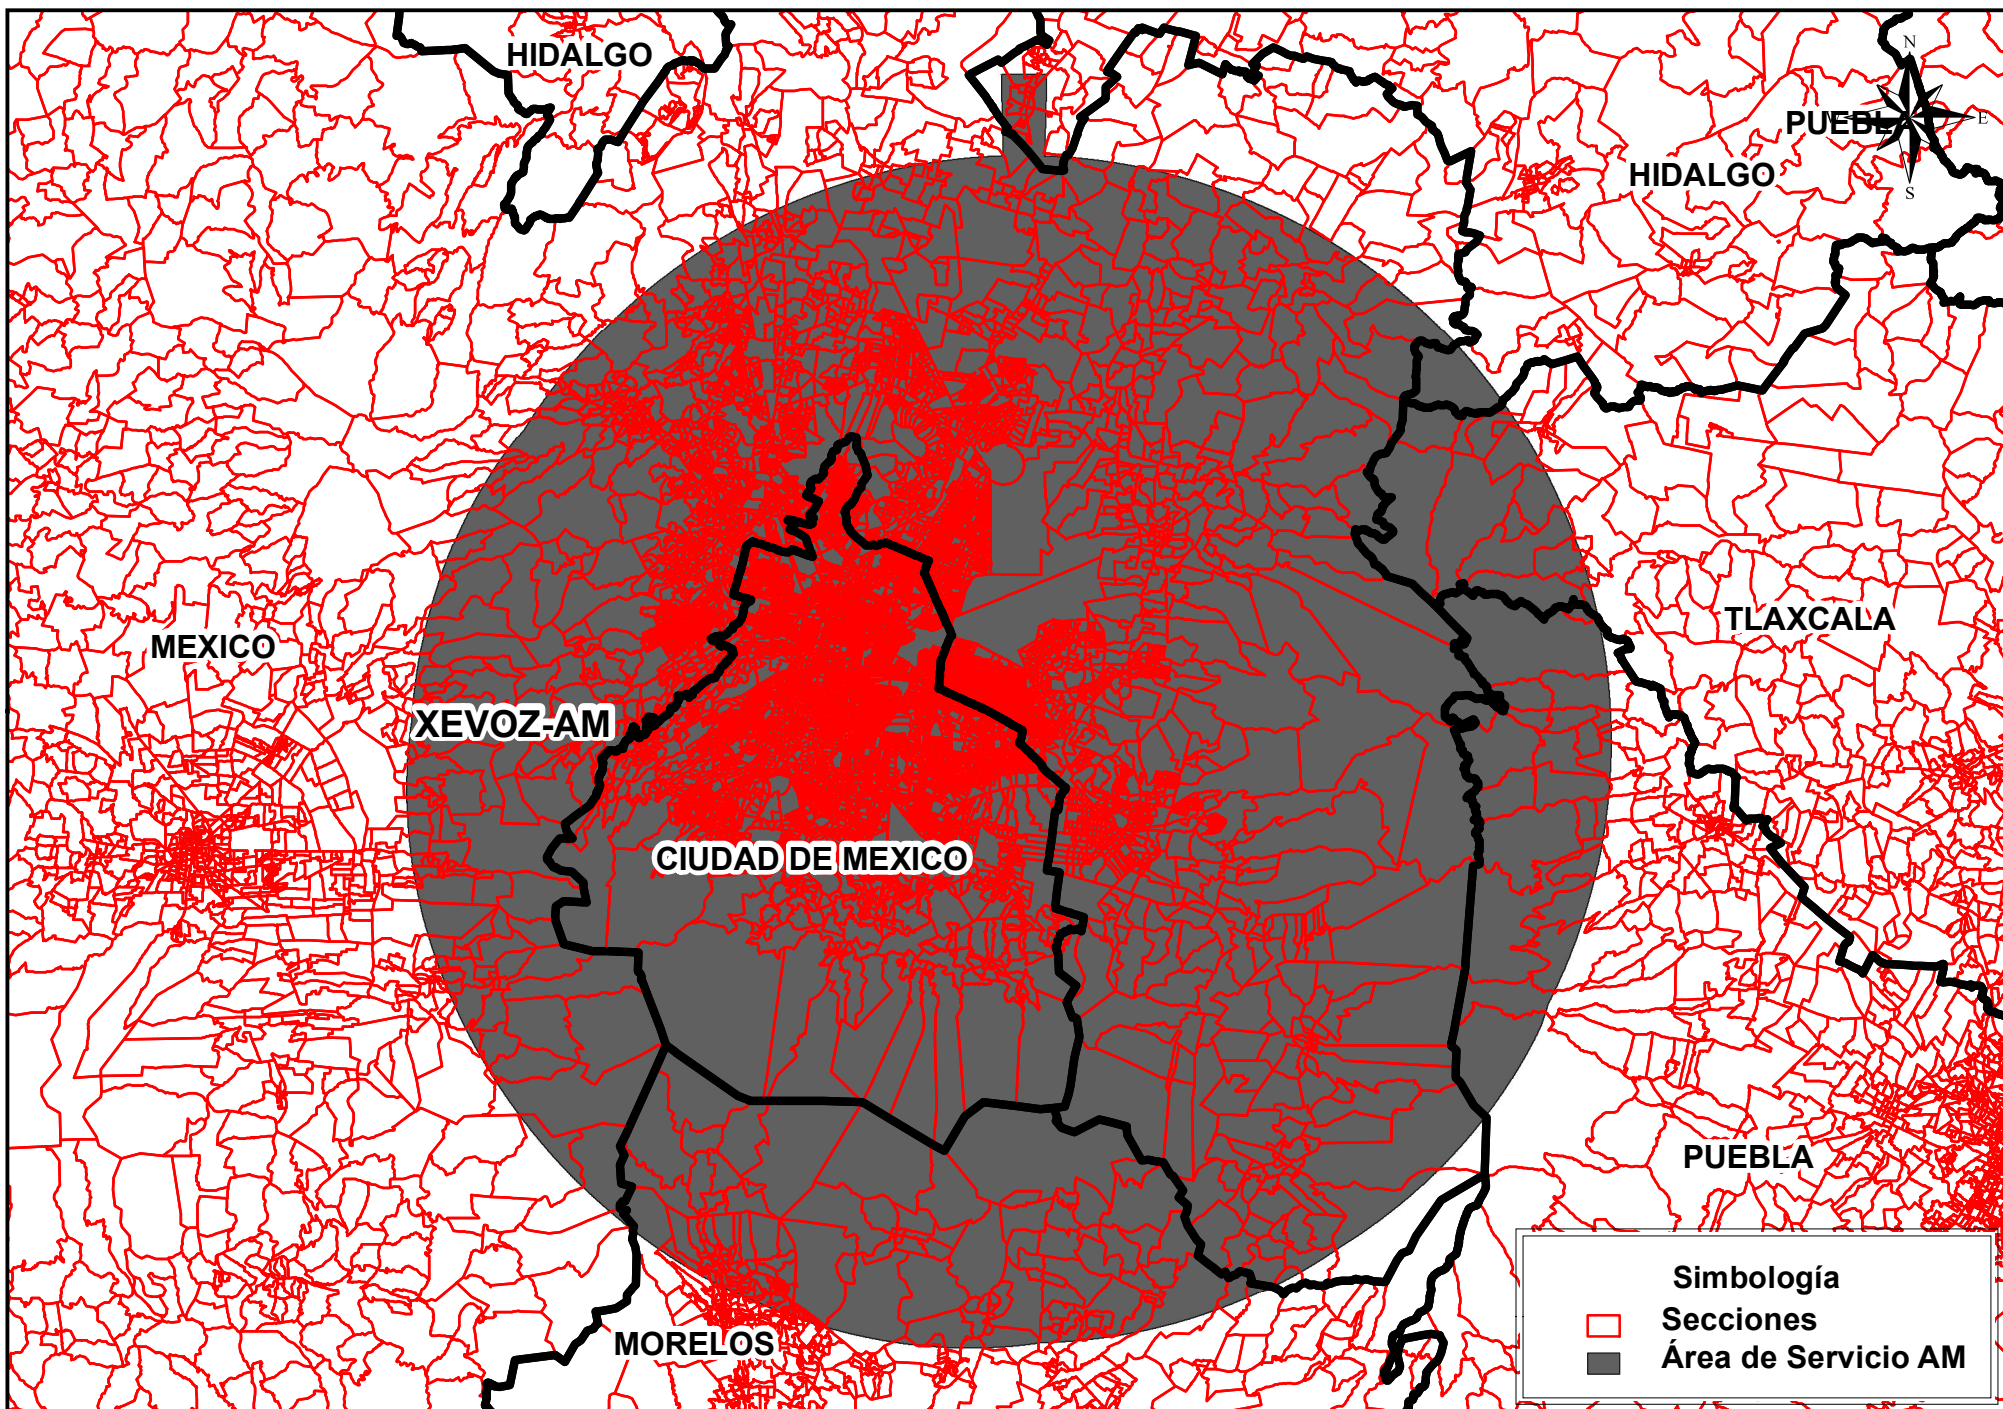 HIDALGO
N
PUEBLA
E
HIDALGO
S
TLAXCALA
MEXICO
XEVOZ-AM
CIUDAD DE MEXICO
PUEBLA
MORELOS
Simbología
Secciones
Área de Servicio AM